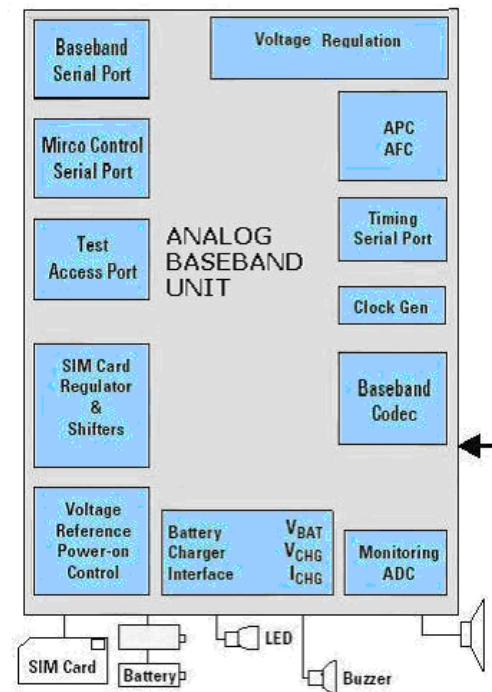 Baseband
Serial Port
Voltage Regulation
Mirco Control
Serial Port
APC
AFC
Test
Access Port
ANALOG
BASEBAND
UNIT
Timing
Serial Port
Clock Gen
SIM Card
Regulator
&
Shifters
Baseband
Codec
Voltage
Reference
Power-on
Control
Battery
Charger
Interface
VBAT
VCHG
ICHG
Monitoring
ADC
SIM Card
Battery
LED
Buzzer